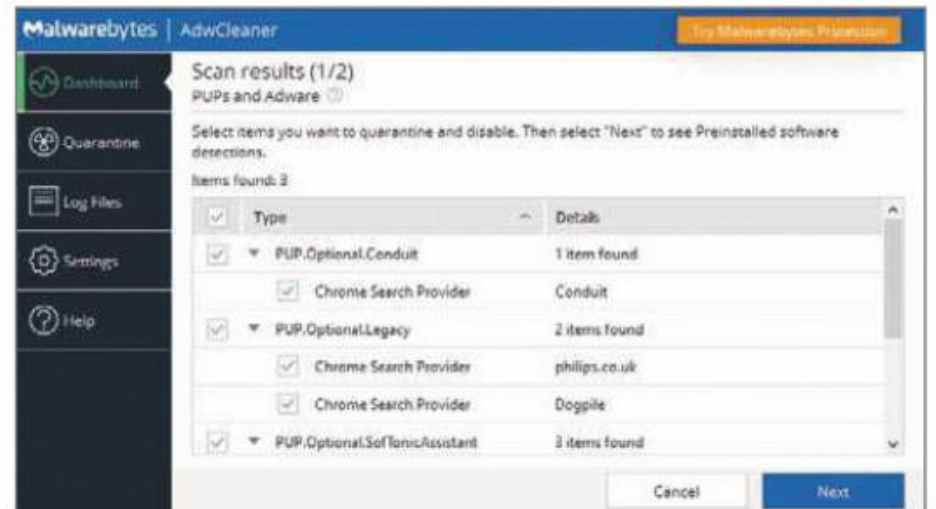 Malwarebytes | AdwCleaner
Try Malwarebytes Protection
Dashboard
Quarantine
Log Files
Settings
Help
Scan results (1/2)
PUPs and Adware
Select items you want to quarantine and disable. Then select "Next" to see Preinstalled software
detections.
Items found: 3
Type Details
PUP.Optional.Conduit 1 item found
Chrome Search Provider Conduit
PUP.Optional.Legacy 2 items found
Chrome Search Provider philips.co.uk
Chrome Search Provider Dogpile
PUP.Optional.SofTonicAssistant 3 items found
Cancel Next